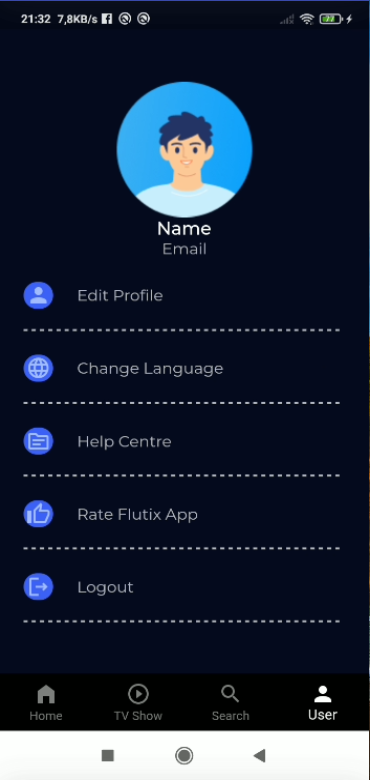 21:32 7,8KB/s
Name
Email
Edit Profile
Change Language
Help Centre
Rate Flutix App
Logout
Home TV Show Search User